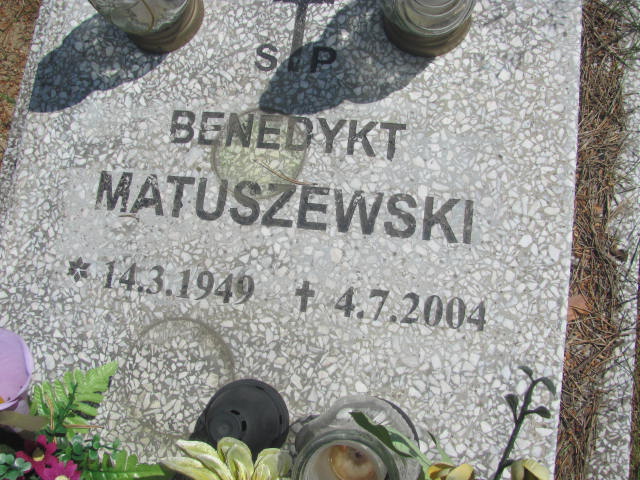 S P
BENEDYKT
MATUSZEWSKI
* 14.3.1949 † 4.7.2004